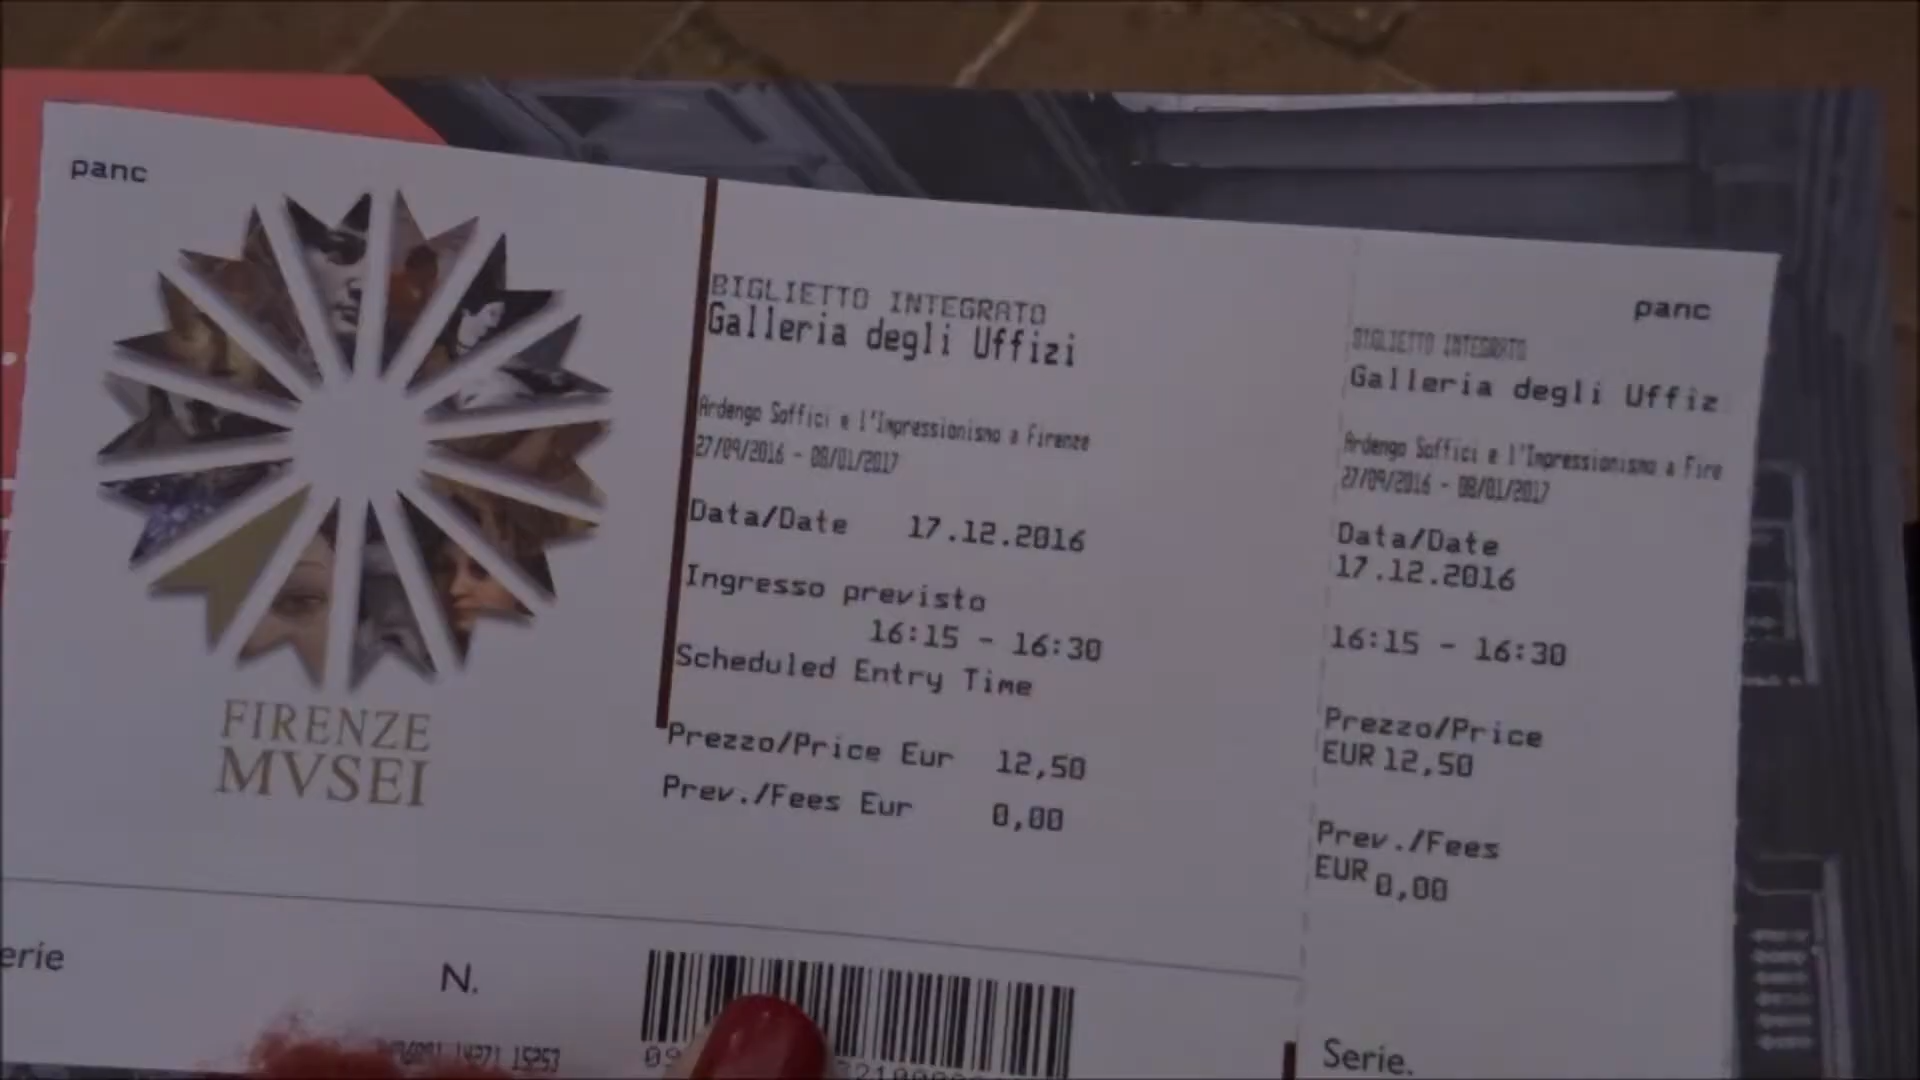 panc
FIRENZE
MVSEI
BIGLIETTO INTEGRATO
Galleria degli Uffizi
Ardengo Soffici e l'Impressionismo a Firenze
27/09/2016 - 08/01/2017
Data/Date 17.12.2016
Ingresso previsto
16:15 - 16:30
Scheduled Entry Time
Prezzo/Price Eur 12,50
Prev./Fees Eur 0,00
erie
N.
panc
BIGLIETTO INTEGRATO
Galleria degli Uffiz
Ardengo Soffici e l'Impressionismo a Fire
27/09/2016 - 08/01/2017
Data/Date
17.12.2016
16:15 - 16:30
Prezzo/Price
EUR 12,50
Prev./Fees
EUR 0,00
Serie.